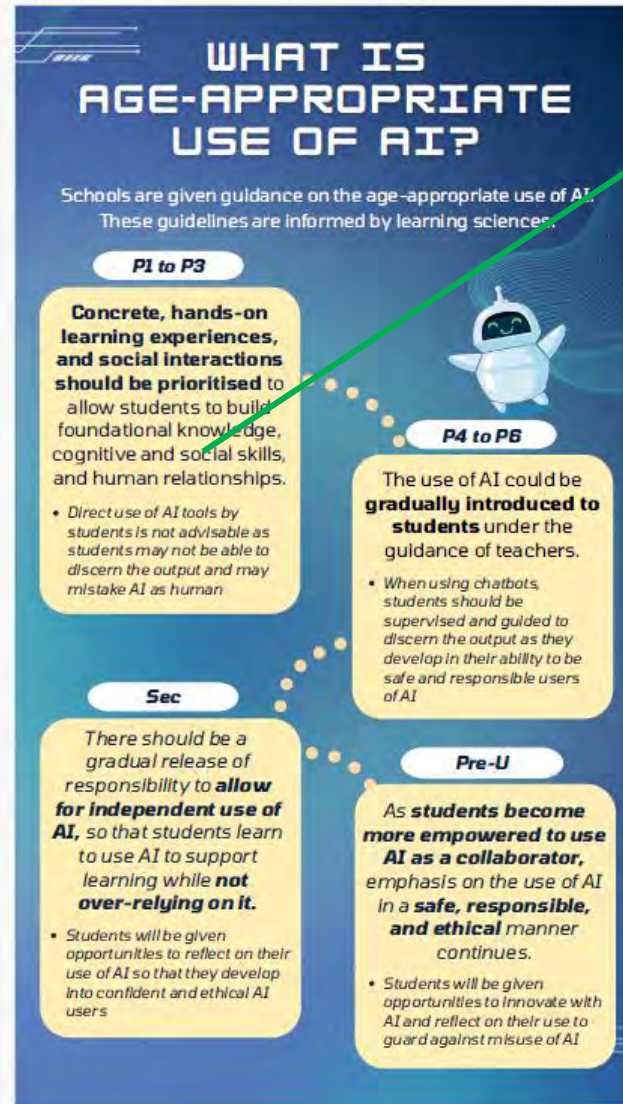 WHAT IS
AGE-APPROPRIATE
USE OF AI?
Schools are given guidance on the age-appropriate use of AI.
These guidelines are informed by learning sciences.
P1 to P3
Concrete, hands-on
learning experiences,
and social interactions
should be prioritised to
allow students to build
foundational knowledge,
cognitive and social skills,
and human relationships.
• Direct use of AI tools by
students is not advisable as
students may not be able to
discern the output and may
mistake AI as human
P4 to P6
The use of AI could be
gradually introduced to
students under the
guidance of teachers.
• When using chatbots,
students should be
supervised and guided to
discern the output as they
develop in their ability to be
safe and responsible users
of AI
Sec
There should be a
gradual release of
responsibility to allow
for independent use of
AI, so that students learn
to use AI to support
learning while not
over-relying on it.
• Students will be given
opportunities to reflect on their
use of AI so that they develop
into confident and ethical AI
users
Pre-U
As students become
more empowered to use
AI as a collaborator,
emphasis on the use of AI
in a safe, responsible,
and ethical manner
continues.
• Students will be given
opportunities to innovate with
AI and reflect on their use to
guard against misuse of AI